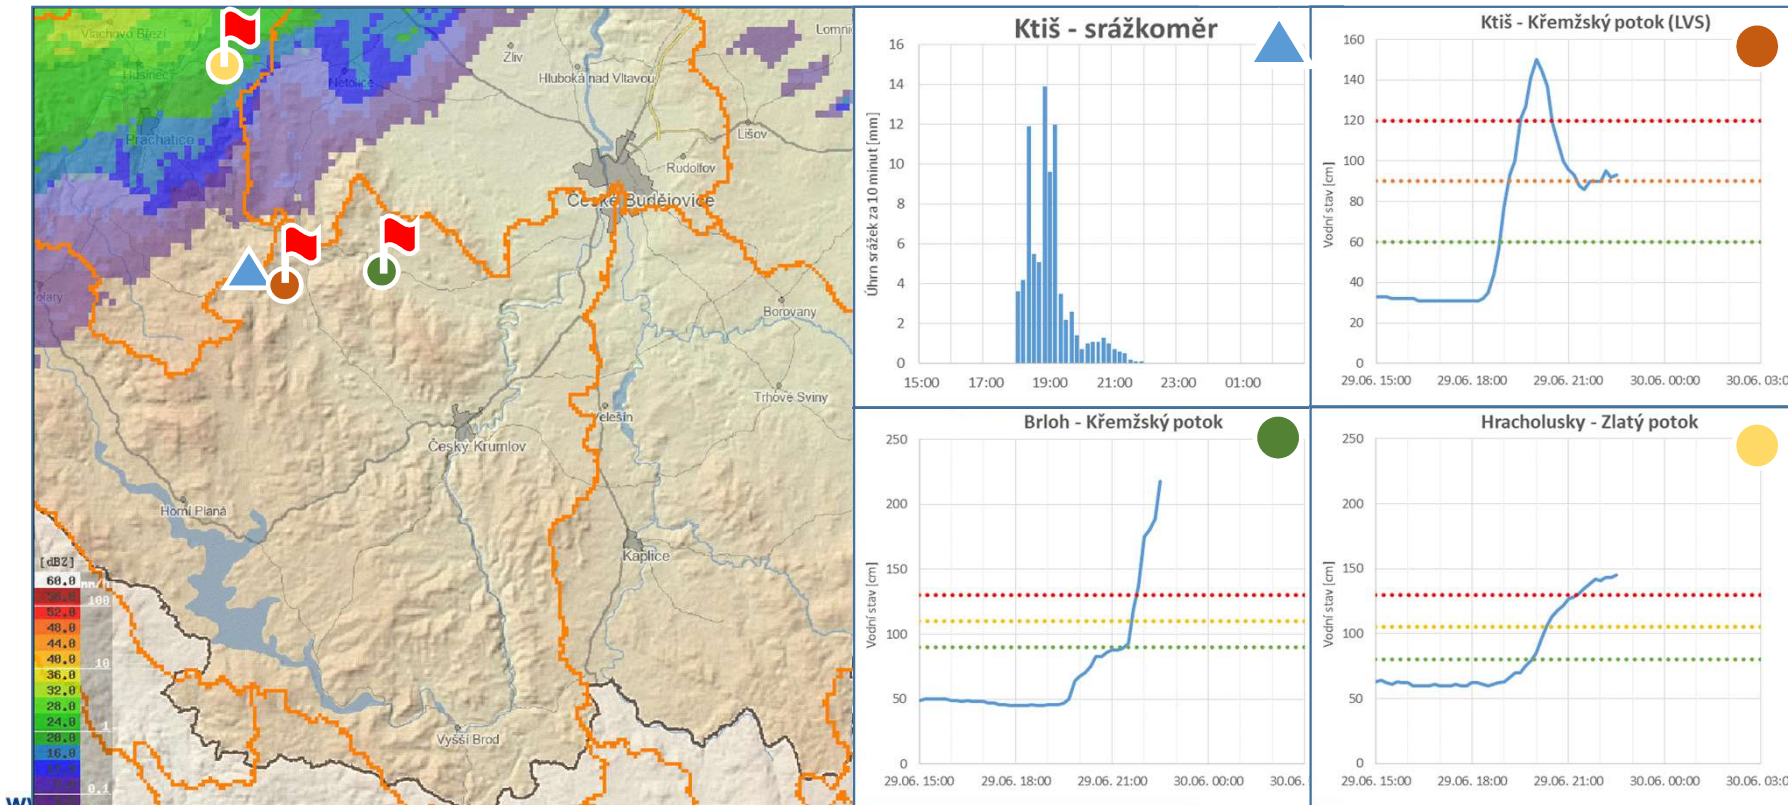 Vlachovo Březí
Husinec
Prachatice
Netolice
Zliv
Hluboká nad Vltavou
Lomni
Lišov
Rudolfov
České Budějovice
olary
Borovany
Trhové Sviny
Velešín
Český Krumlov
Horní Planá
Kaplice
Vyšší Brod
[dBZ]
60.0
mm/h
56.0
100
52.0
48.0
44.0
10
40.0
36.0
32.0
28.0
24.0
1
20.0
16.0
0.1
Ktiš - srážkoměr
Úhrn srážek za 10 minut [mm]
16
14
12
10
8
6
4
2
0
15:00 17:00 19:00 21:00 23:00 01:00
Ktiš - Křemžský potok (LVS)
Vodní stav [cm]
160
140
120
100
80
60
40
20
0
29.06. 15:00 29.06. 18:00 29.06. 21:00 30.06. 00:00 30.06. 03:0
Brloh - Křemžský potok
Vodní stav [cm]
250
200
150
100
50
0
29.06. 15:00 29.06. 18:00 29.06. 21:00 30.06. 00:00 30.06.
Hracholusky - Zlatý potok
Vodní stav [cm]
250
200
150
100
50
0
29.06. 15:00 29.06. 18:00 29.06. 21:00 30.06. 00:00 30.06. 03:0